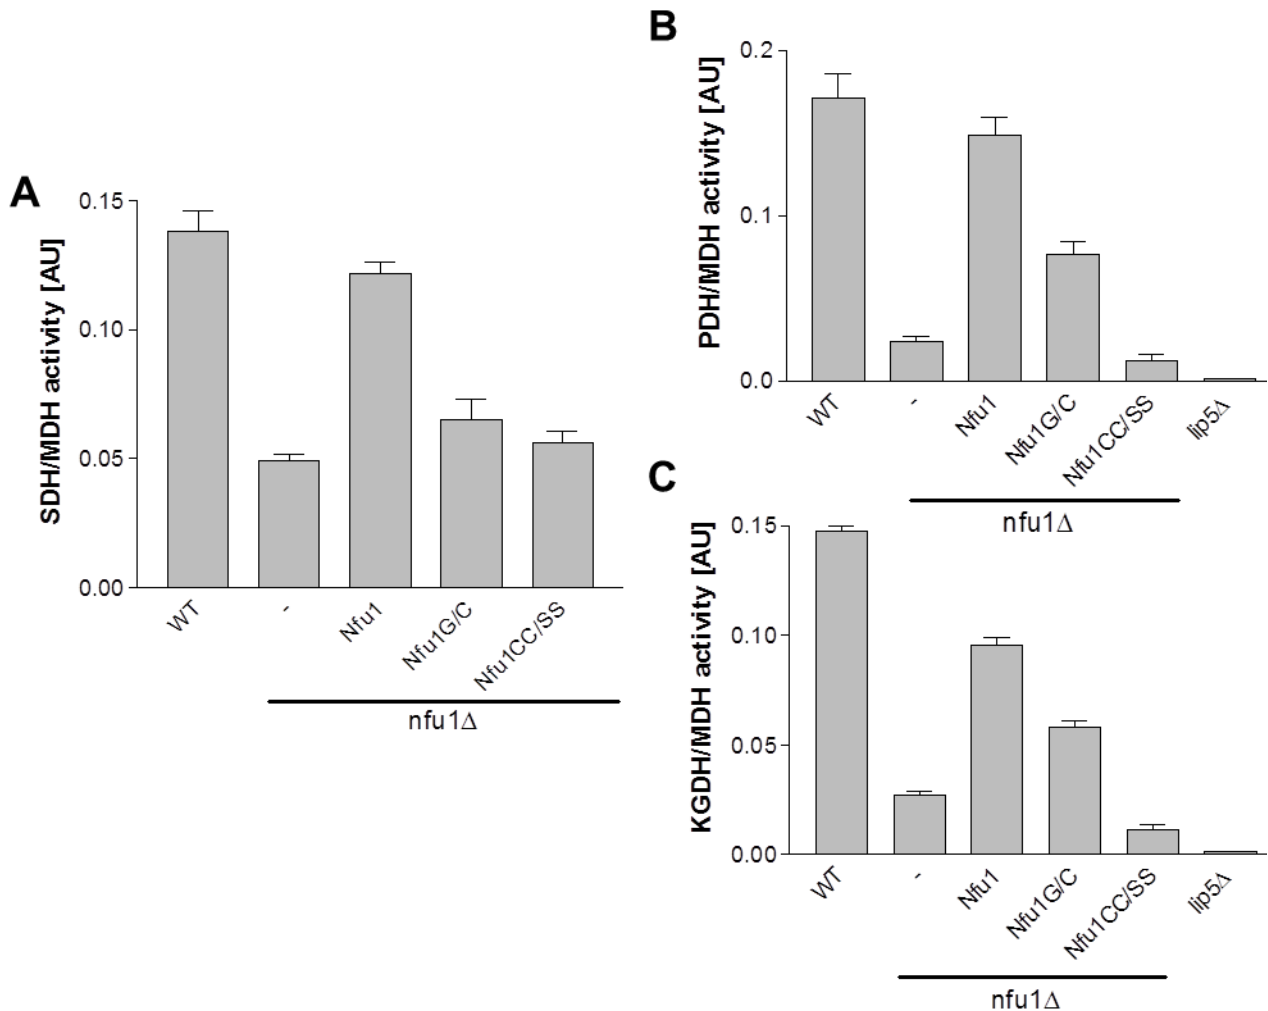 A
SDH/MDH activity [AU]
0.15
0.10
0.05
0.00
WT
-
Nfu1
Nfu1G/C
Nfu1CC/SS
nfu1Δ
B
PDH/MDH activity [AU]
0.2
0.1
0.0
WT
-
Nfu1
Nfu1G/C
Nfu1CC/SS
lip5Δ
nfu1Δ
C
KGDH/MDH activity [AU]
0.15
0.10
0.05
0.00
WT
-
Nfu1
Nfu1G/C
Nfu1CC/SS
lip5Δ
nfu1Δ